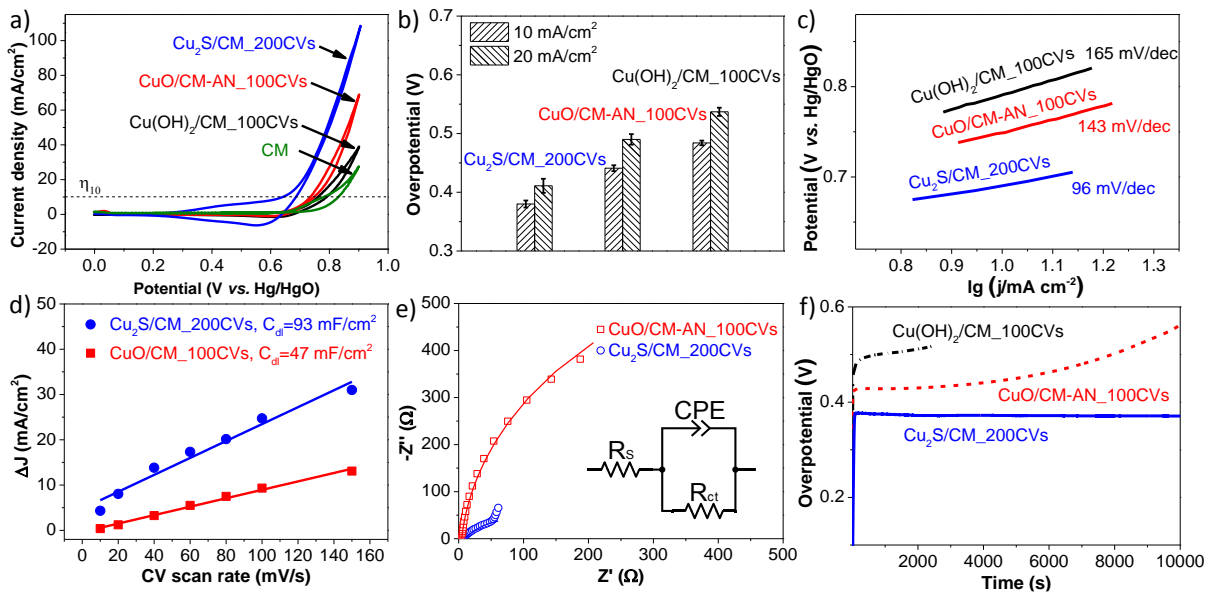 a)
Current density (mA/cm²)
100
80
60
40
20
0
-20
Cu₂S/CM_200CVs
CuO/CM-AN_100CVs
Cu(OH)₂/CM_100CVs
CM
η₁₀
0.0 0.2 0.4 0.6 0.8 1.0
Potential (V vs. Hg/HgO)
b)
Overpotential (V)
0.7
0.6
0.5
0.4
0.3
10 mA/cm²
20 mA/cm²
Cu(OH)₂/CM_100CVs
CuO/CM-AN_100CVs
Cu₂S/CM_200CVs
c)
Potential (V vs. Hg/HgO)
0.8
0.7
Cu(OH)₂/CM_100CVs
165 mV/dec
CuO/CM-AN_100CVs
143 mV/dec
Cu₂S/CM_200CVs
96 mV/dec
0.8 0.9 1.0 1.1 1.2 1.3
lg (j/mA cm⁻²)
d)
ΔJ (mA/cm²)
50
40
30
20
10
0
Cu₂S/CM_200CVs, C_dl=93 mF/cm²
CuO/CM_100CVs, C_dl=47 mF/cm²
0 20 40 60 80 100 120 140 160
CV scan rate (mV/s)
e)
-Z'' (Ω)
500
400
300
200
100
0
CuO/CM-AN_100CVs
Cu₂S/CM_200CVs
CPE
R_S
R_ct
0 100 200 300 400 500
Z' (Ω)
f)
Overpotential (V)
0.6
0.4
0.2
Cu(OH)₂/CM_100CVs
CuO/CM-AN_100CVs
Cu₂S/CM_200CVs
2000 4000 6000 8000 10000
Time (s)